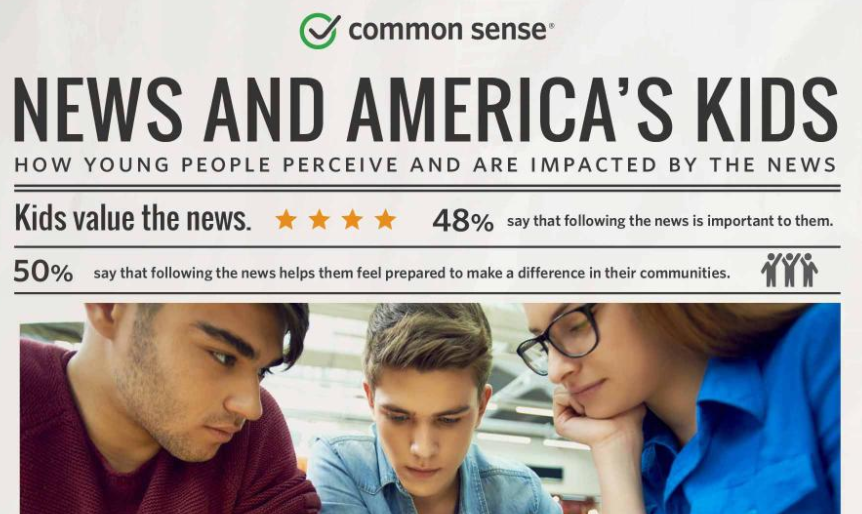 common sense®
NEWS AND AMERICA'S KIDS
HOW YOUNG PEOPLE PERCEIVE AND ARE IMPACTED BY THE NEWS
Kids value the news. 48% say that following the news is important to them.
50% say that following the news helps them feel prepared to make a difference in their communities.